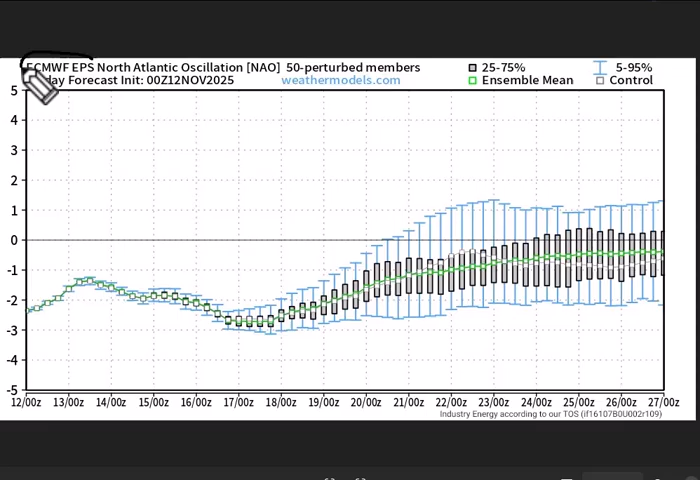 ECMWF EPS North Atlantic Oscillation [NAO] 50-perturbed members
day Forecast Init: 00Z12NOV2025
weathermodels.com
25-75%
5-95%
Ensemble Mean
Control
5
4
3
2
1
0
-1
-2
-3
-4
-5
12/00z 13/00z 14/00z 15/00z 16/00z 17/00z 18/00z 19/00z 20/00z 21/00z 22/00z 23/00z 24/00z 25/00z 26/00z 27/00z
Industry Energy according to our TOS (if16107B0U002r109)